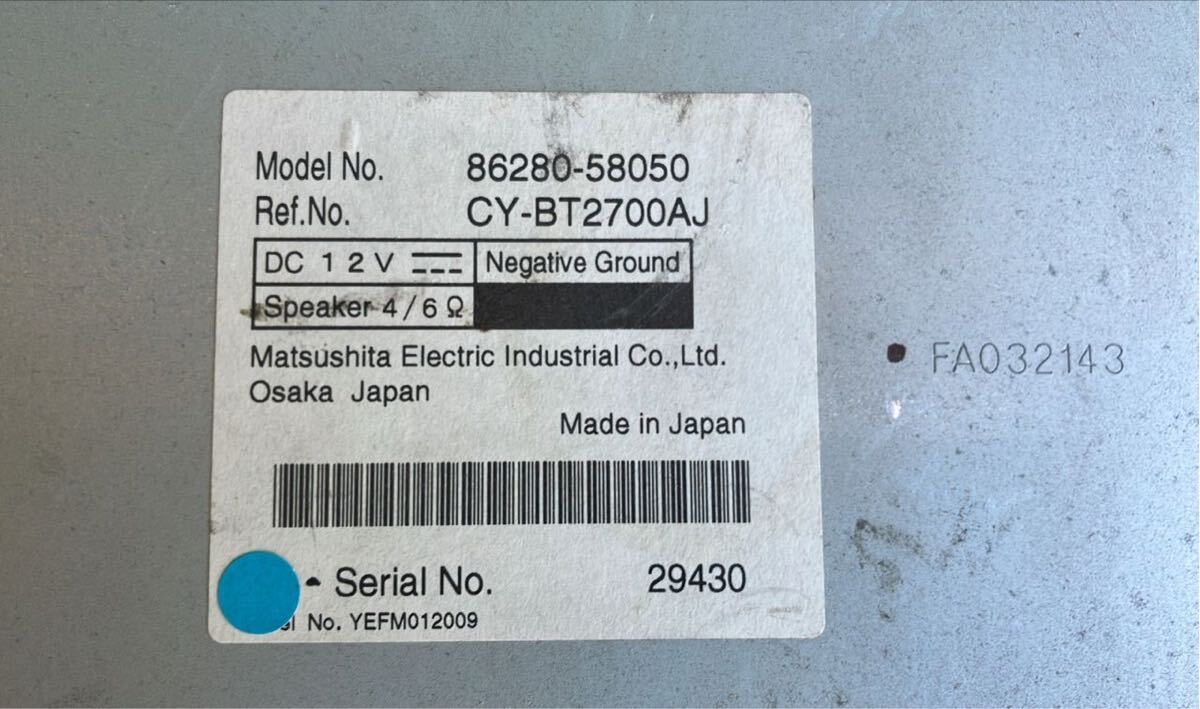 Model No. 86280-58050
Ref.No. CY-BT2700AJ
DC 12V Negative Ground
Speaker 4/6 Ω
Matsushita Electric Industrial Co.,Ltd.
Osaka Japan
Made in Japan
FA032143
Serial No. 29430
No. YEFM012009